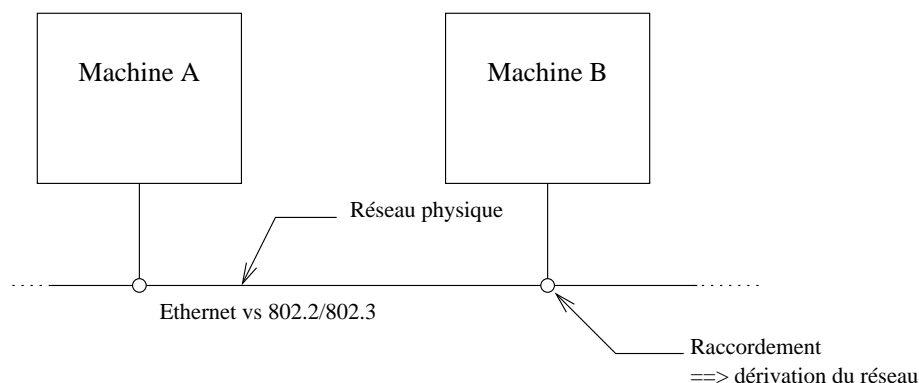 Machine A
Machine B
Réseau physique
Ethernet vs 802.2/802.3
Raccordement
==> dérivation du réseau